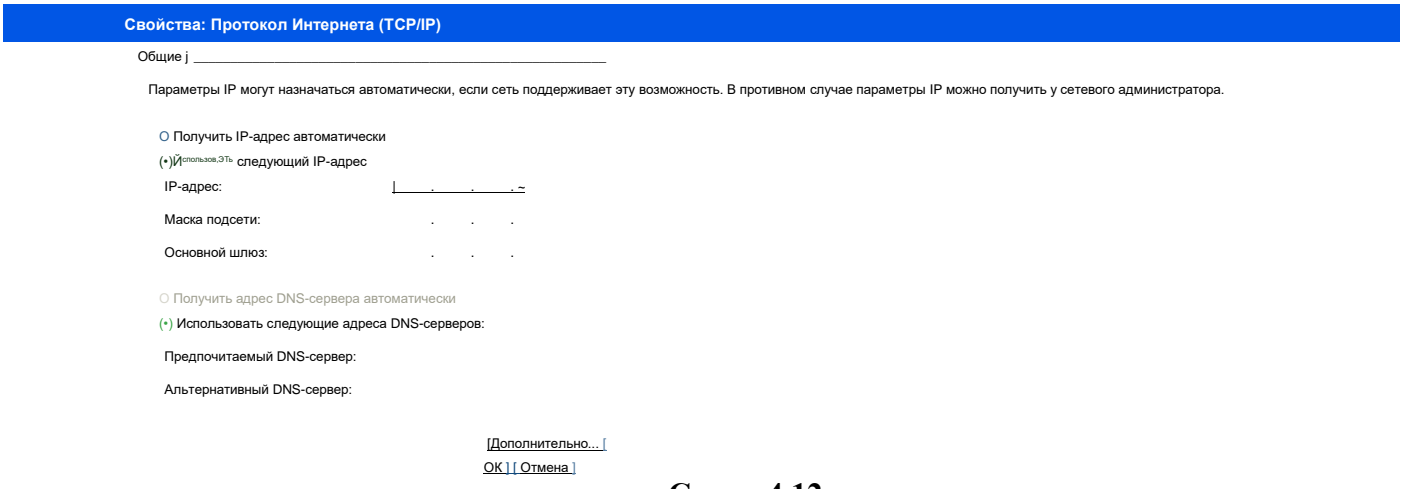 Свойства: Протокол Интернета (TCP/IP)
Общие j
Параметры IP могут назначаться автоматически, если сеть поддерживает эту возможность. В противном случае параметры IP можно получить у сетевого администратора.
О Получить IP-адрес автоматически
(•)Йспользов,ЭТь следующий IP-адрес
IP-адрес: | . . . ~
Маска подсети: . . .
Основной шлюз: . . .
О Получить адрес DNS-сервера автоматически
(•) Использовать следующие адреса DNS-серверов:
Предпочитаемый DNS-сервер:
Альтернативный DNS-сервер:
[Дополнительно... [
ОК ] [ Отмена ]